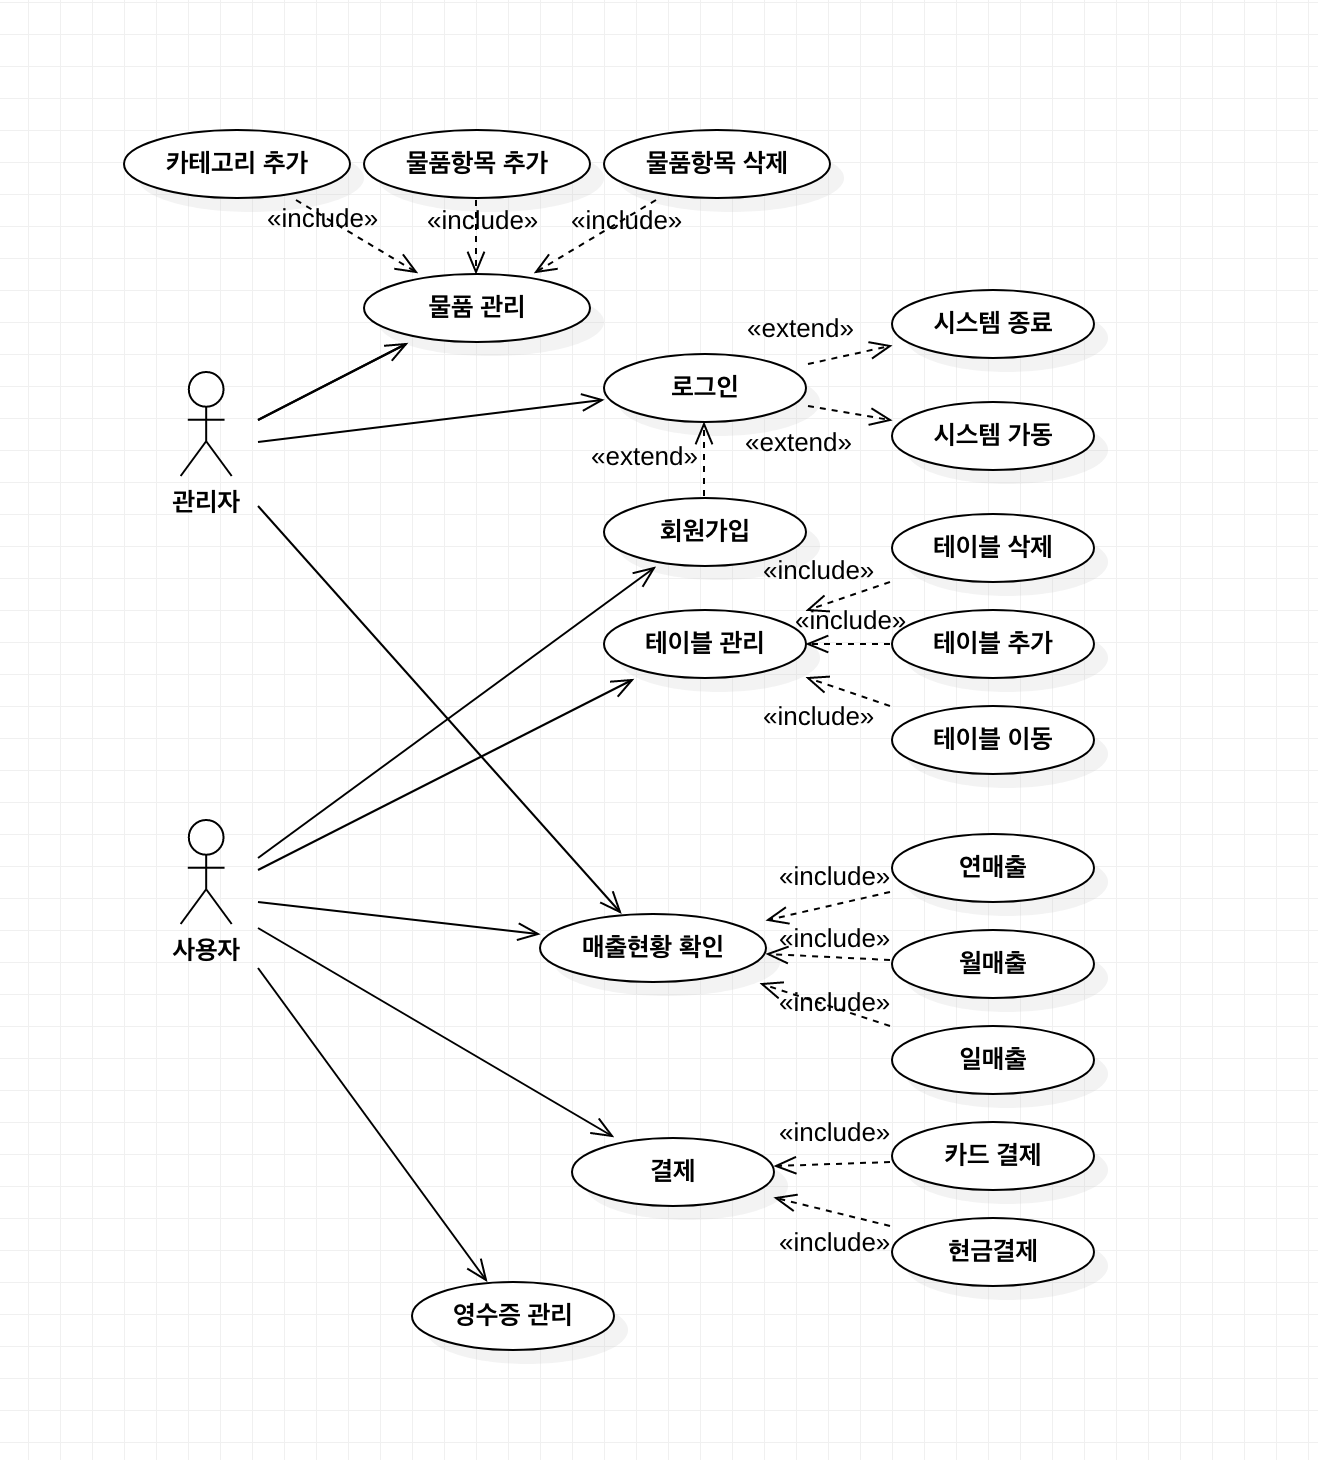 카테고리 추가
물품항목 추가
물품항목 삭제
«include»
«include»
«include»
물품 관리
시스템 종료
«extend»
로그인
시스템 가동
«extend»
«extend»
관리자
회원가입
테이블 삭제
«include»
«include»
테이블 관리
테이블 추가
«include»
테이블 이동
연매출
«include»
사용자
매출현황 확인
«include»
월매출
«include»
일매출
«include»
카드 결제
결제
«include»
현금결제
영수증 관리